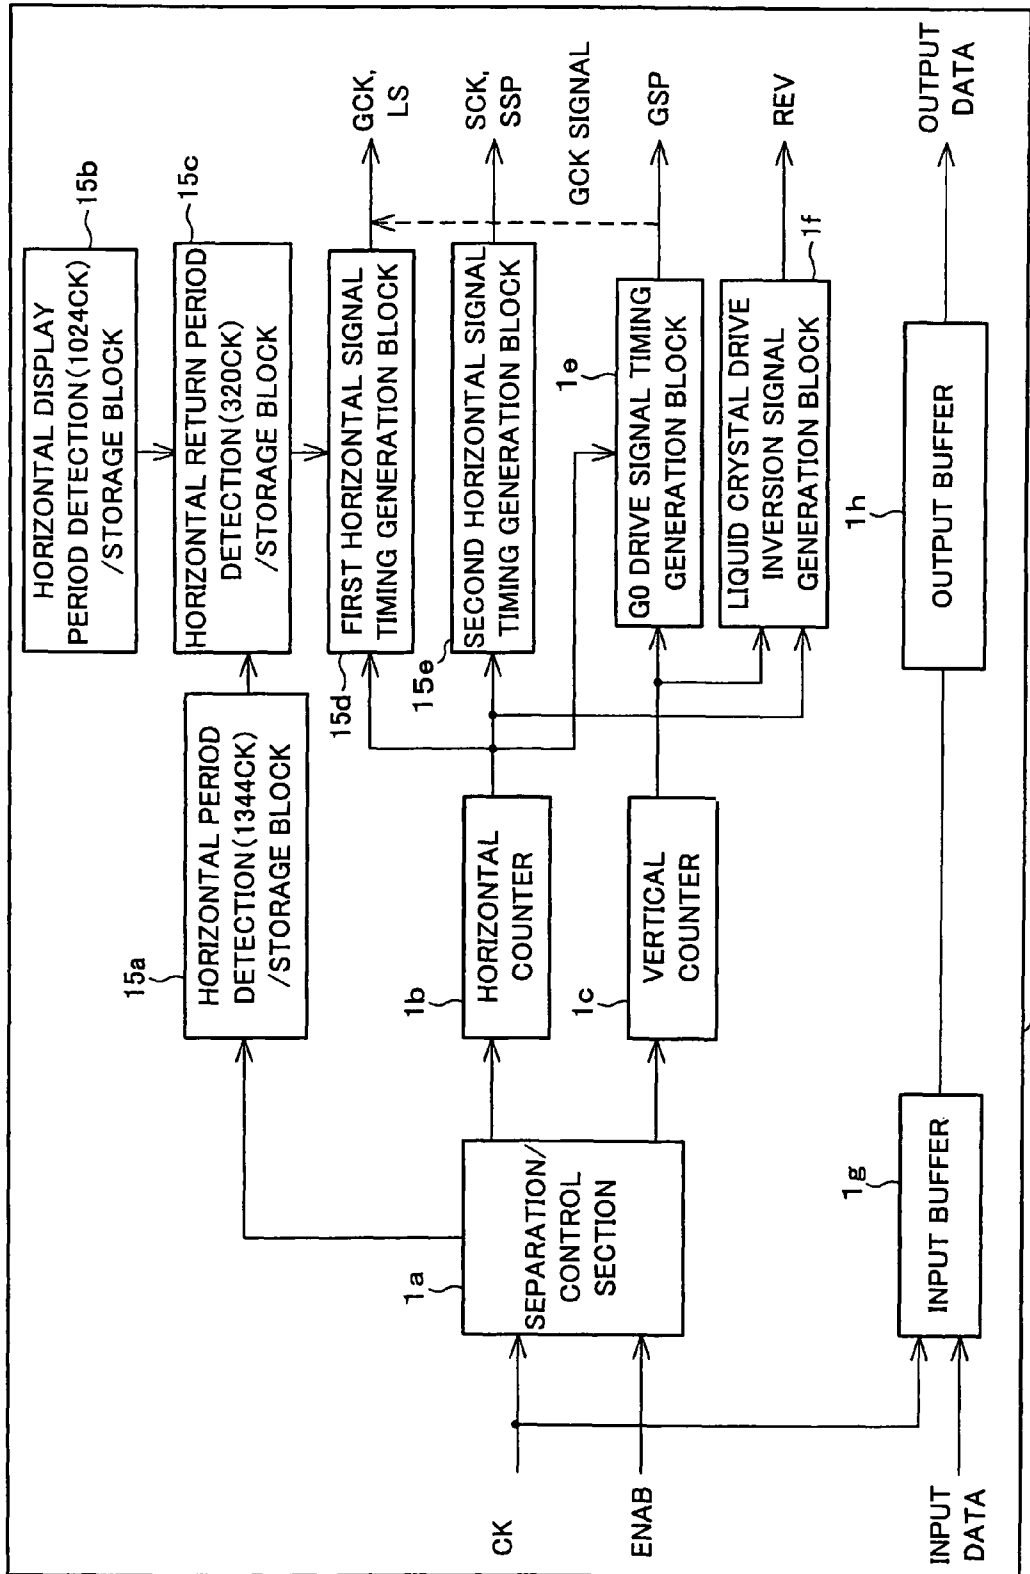 HORIZONTAL DISPLAY
PERIOD DETECTION(1024CK)
/STORAGE BLOCK
15b
HORIZONTAL PERIOD
DETECTION(1344CK)
/STORAGE BLOCK
15a
HORIZONTAL RETURN PERIOD
DETECTION(320CK)
/STORAGE BLOCK
15c
FIRST HORIZONTAL SIGNAL
TIMING GENERATION BLOCK
15d
GCK,
LS
SEPARATION/
CONTROL
SECTION
1a
HORIZONTAL
COUNTER
1b
SECOND HORIZONTAL SIGNAL
TIMING GENERATION BLOCK
15e
SCK,
SSP
GCK SIGNAL
CK
ENAB
VERTICAL
COUNTER
1c
G0 DRIVE SIGNAL TIMING
GENERATION BLOCK
1e
GSP
LIQUID CRYSTAL DRIVE
INVERSION SIGNAL
GENERATION BLOCK
1f
REV
INPUT
DATA
INPUT BUFFER
1g
OUTPUT BUFFER
1h
OUTPUT
DATA